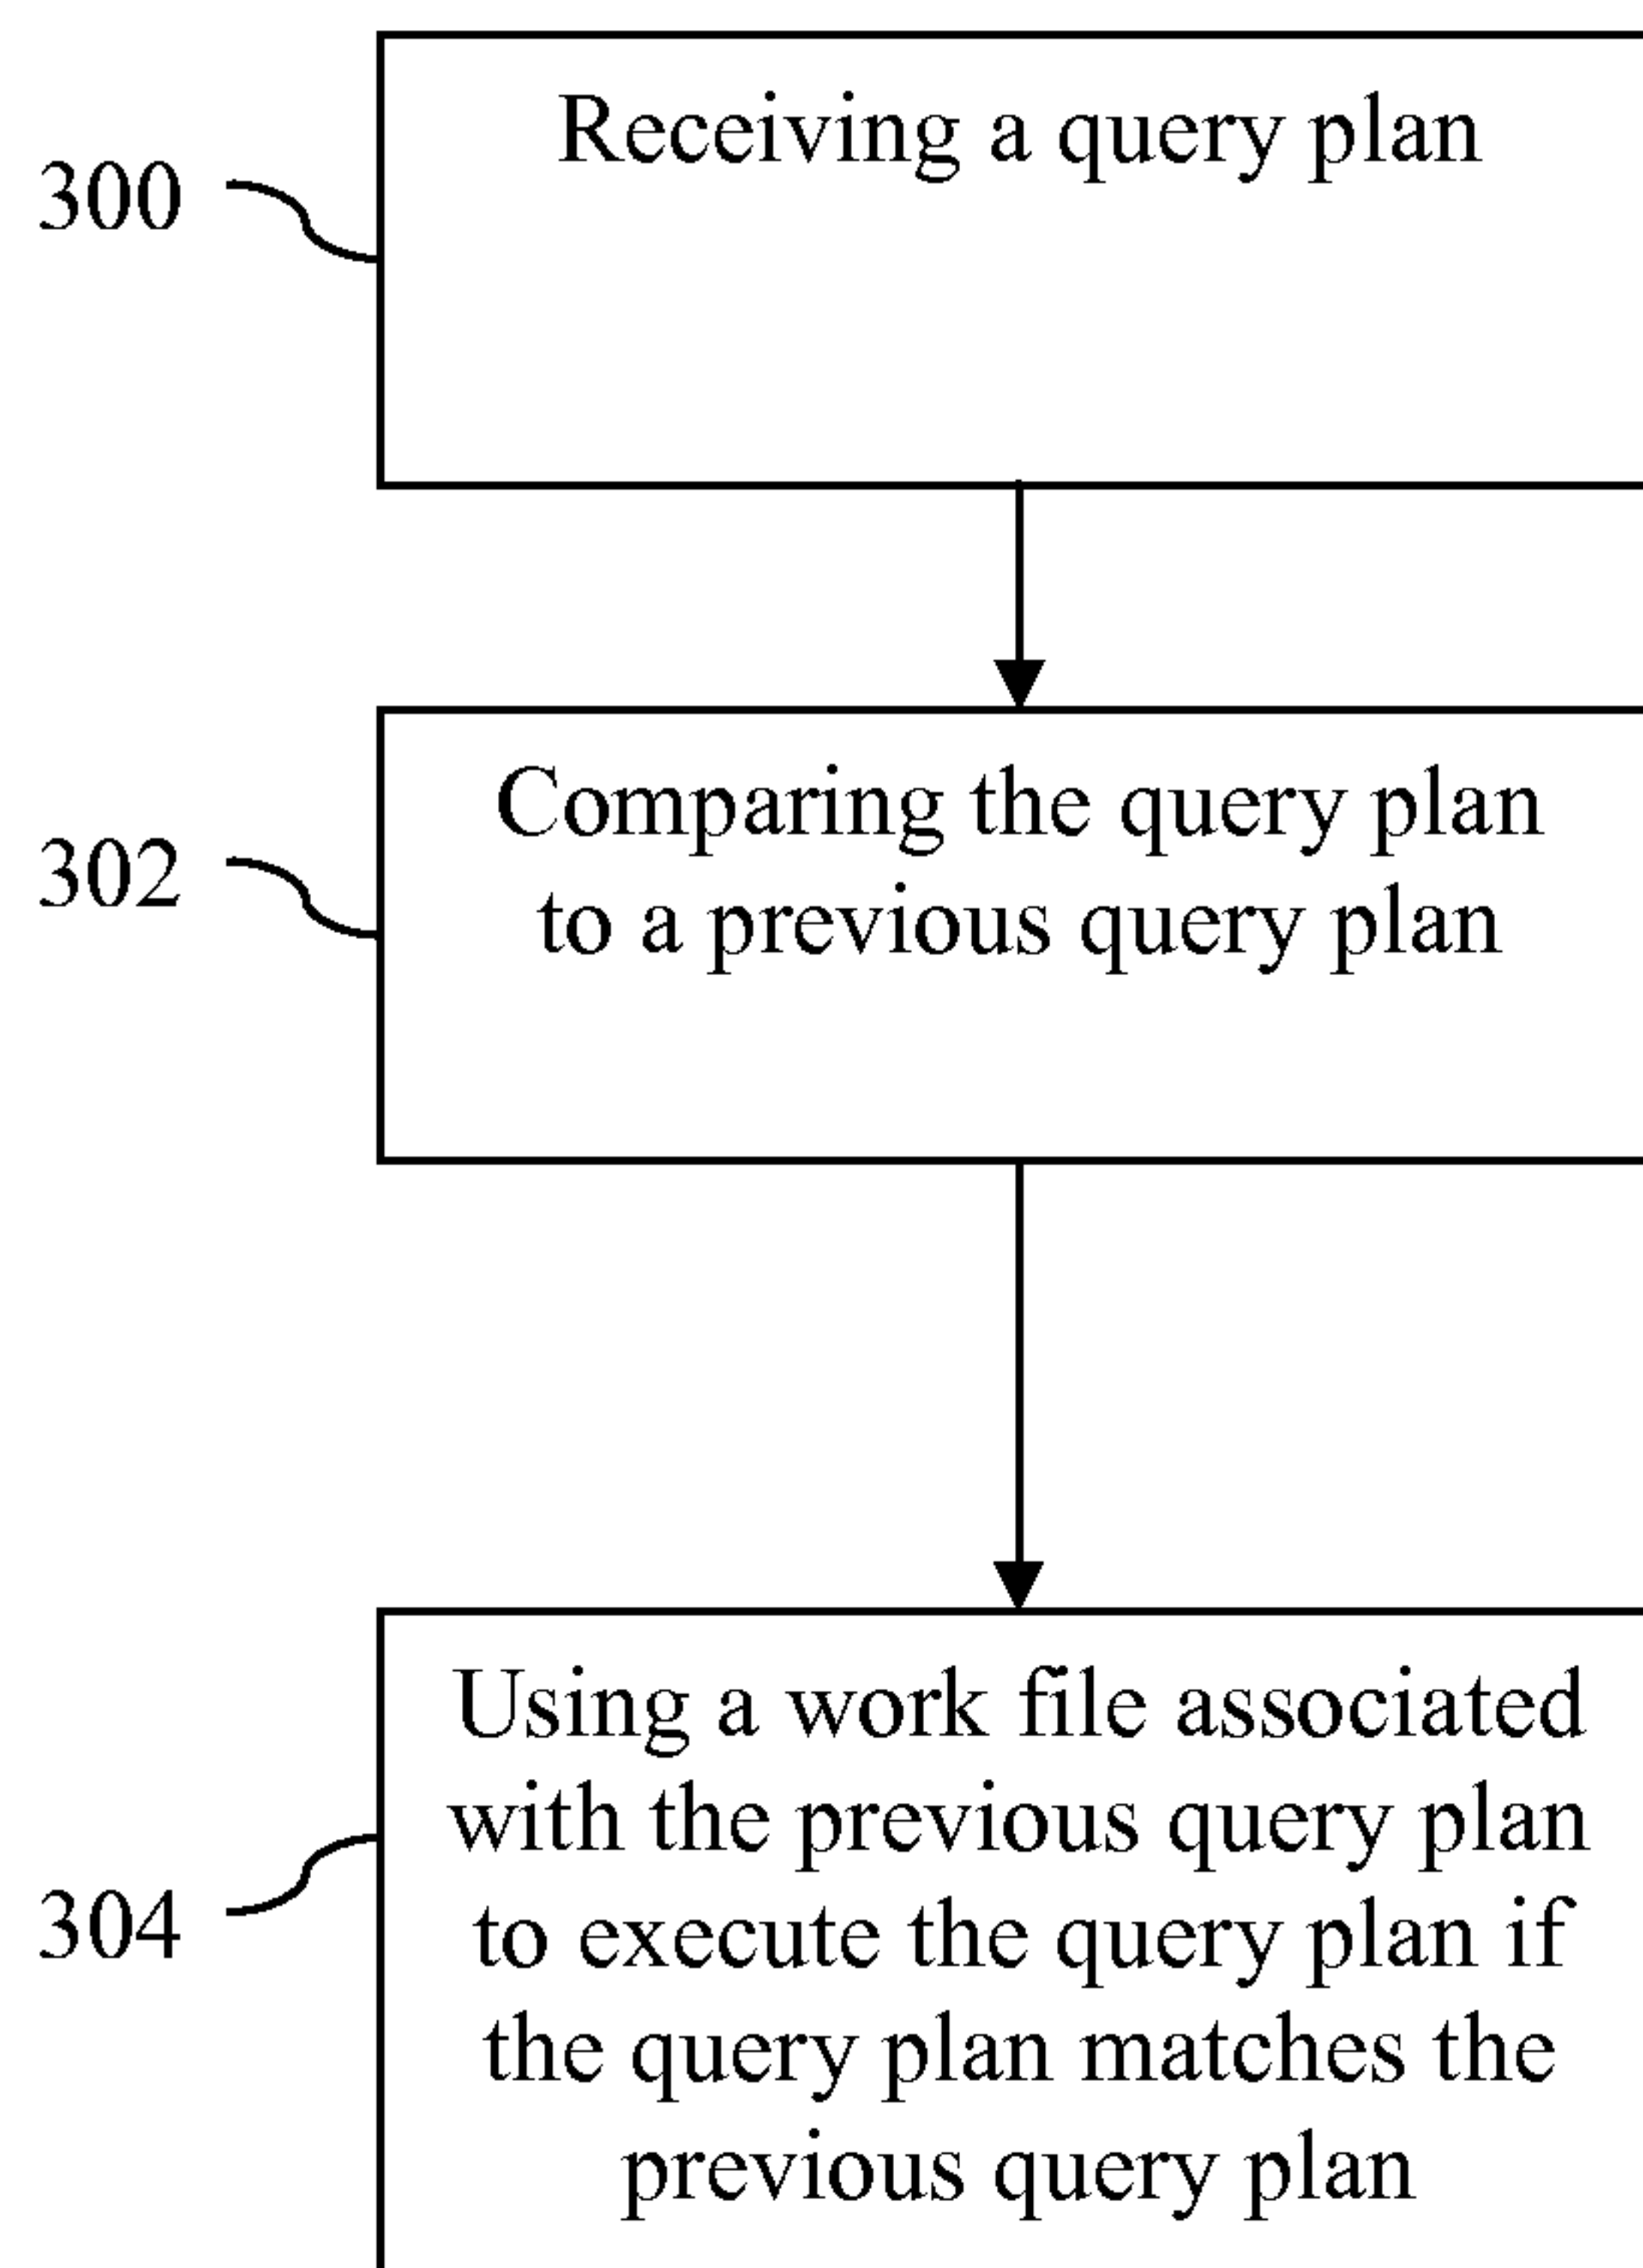 300
Receiving a query plan
302
Comparing the query plan
to a previous query plan
304
Using a work file associated
with the previous query plan
to execute the query plan if
the query plan matches the
previous query plan